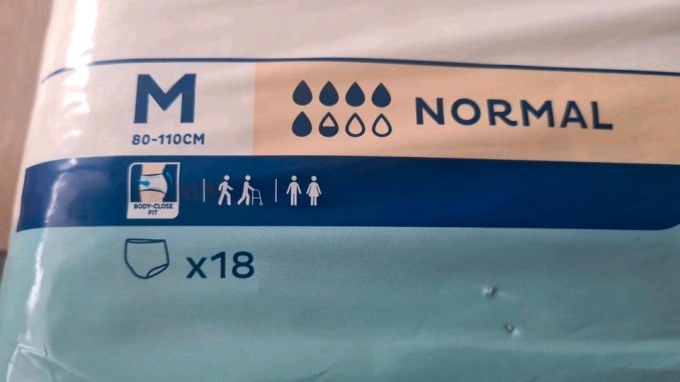 M
80-110CM
NORMAL
BODY-CLOSE
FIT
x18